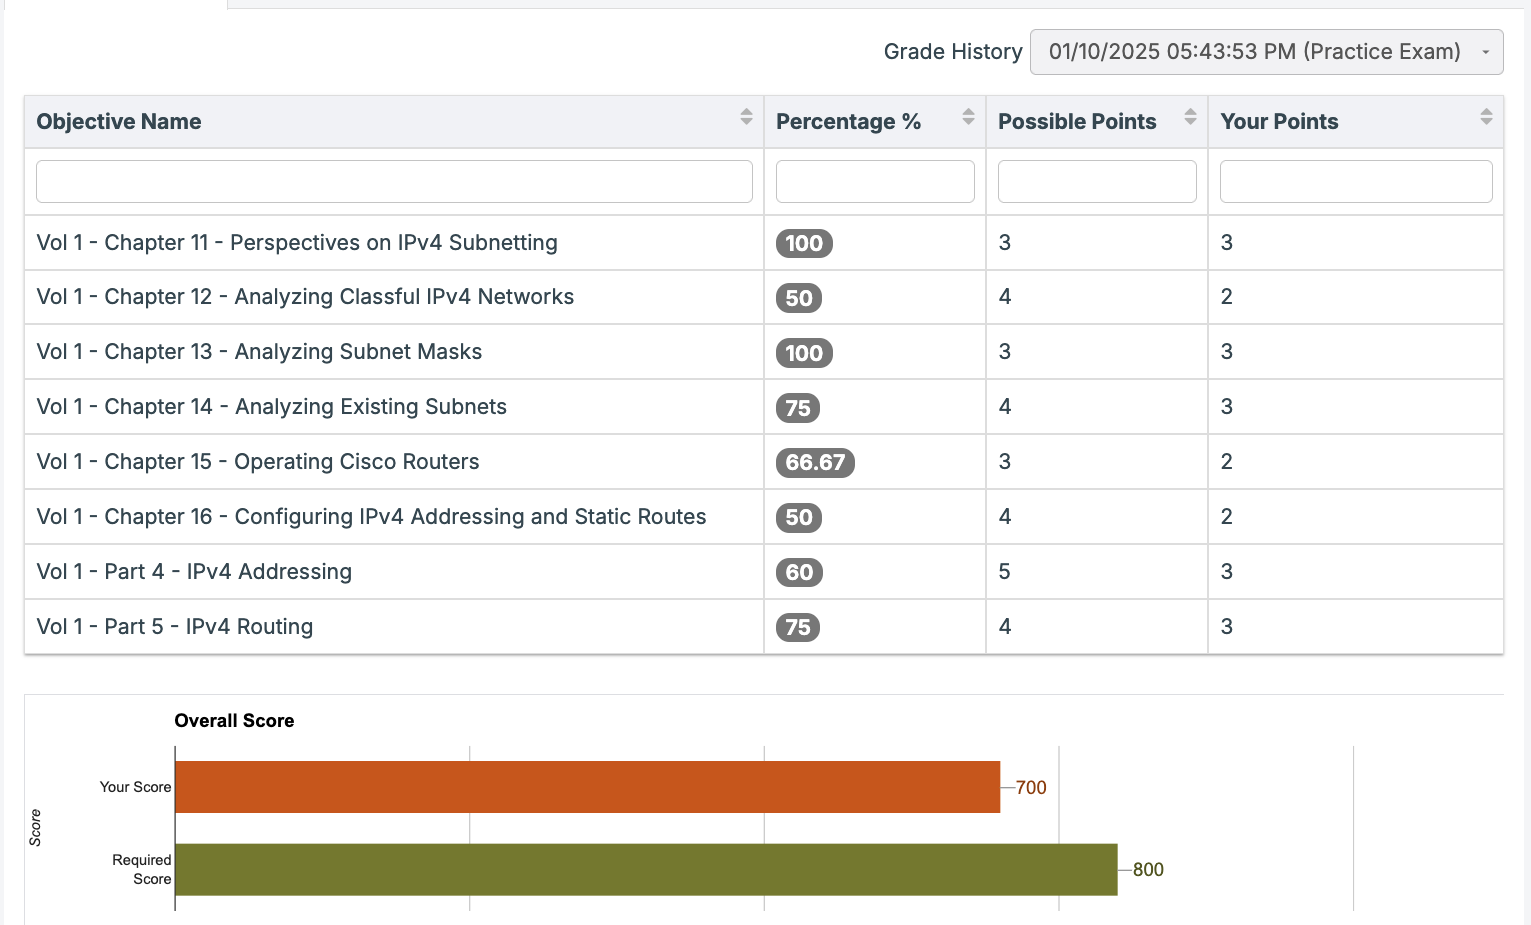 Grade History 01/10/2025 05:43:53 PM (Practice Exam)
Objective Name Percentage % Possible Points Your Points
Vol 1 - Chapter 11 - Perspectives on IPv4 Subnetting 100 3 3
Vol 1 - Chapter 12 - Analyzing Classful IPv4 Networks 50 4 2
Vol 1 - Chapter 13 - Analyzing Subnet Masks 100 3 3
Vol 1 - Chapter 14 - Analyzing Existing Subnets 75 4 3
Vol 1 - Chapter 15 - Operating Cisco Routers 66.67 3 2
Vol 1 - Chapter 16 - Configuring IPv4 Addressing and Static Routes 50 4 2
Vol 1 - Part 4 - IPv4 Addressing 60 5 3
Vol 1 - Part 5 - IPv4 Routing 75 4 3
Overall Score
Score
Your Score 700
Required
Score 800